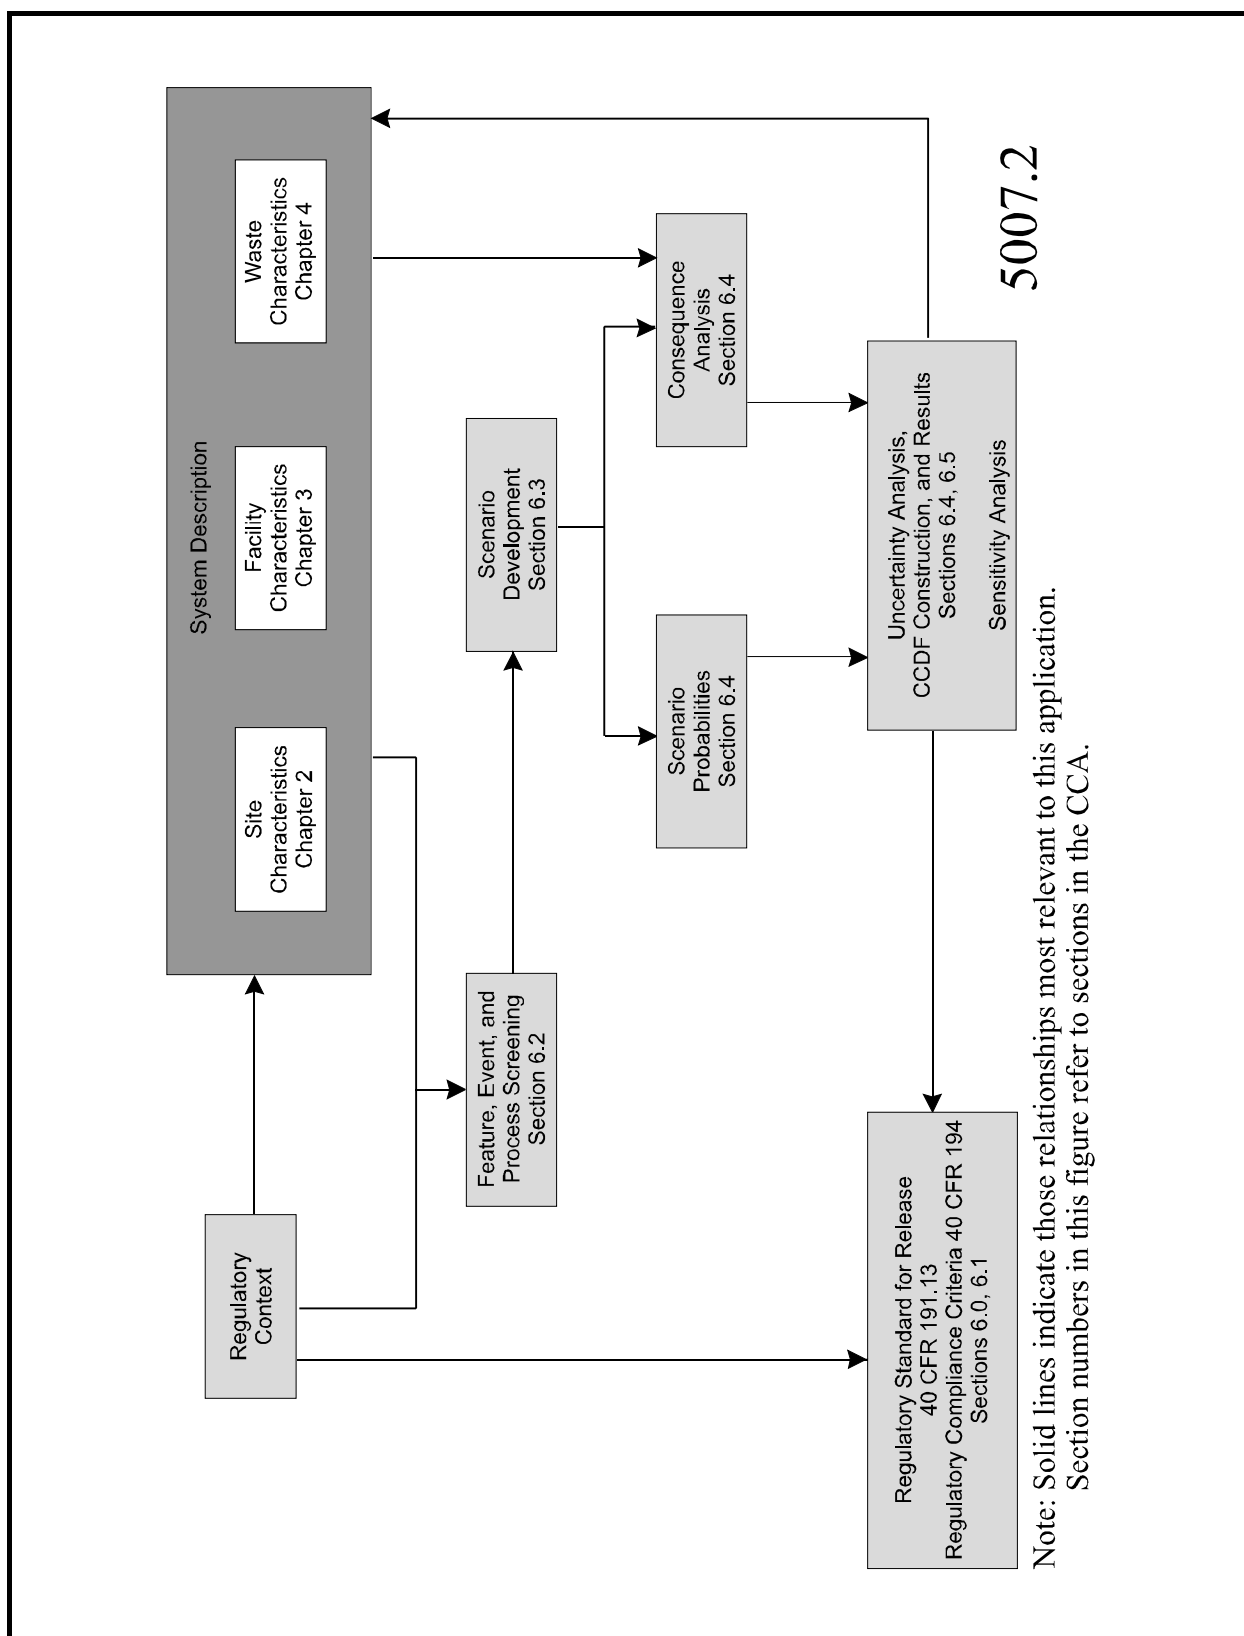 System Description
Site
Characteristics
Chapter 2
Facility
Characteristics
Chapter 3
Waste
Characteristics
Chapter 4
Regulatory
Context
Feature, Event, and
Process Screening
Section 6.2
Scenario
Development
Section 6.3
Scenario
Probabilities
Section 6.4
Consequence
Analysis
Section 6.4
Regulatory Standard for Release
40 CFR 191.13
Regulatory Compliance Criteria 40 CFR 194
Sections 6.0, 6.1
Uncertainty Analysis,
CCDF Construction, and Results
Sections 6.4, 6.5
Sensitivity Analysis
5007.2
Note: Solid lines indicate those relationships most relevant to this application.
Section numbers in this figure refer to sections in the CCA.